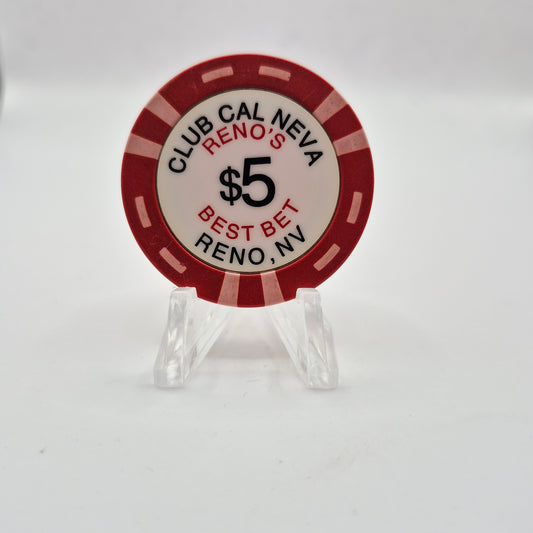 CLUB CAL NEVA
RENO'S
$5
BEST BET
RENO, NV